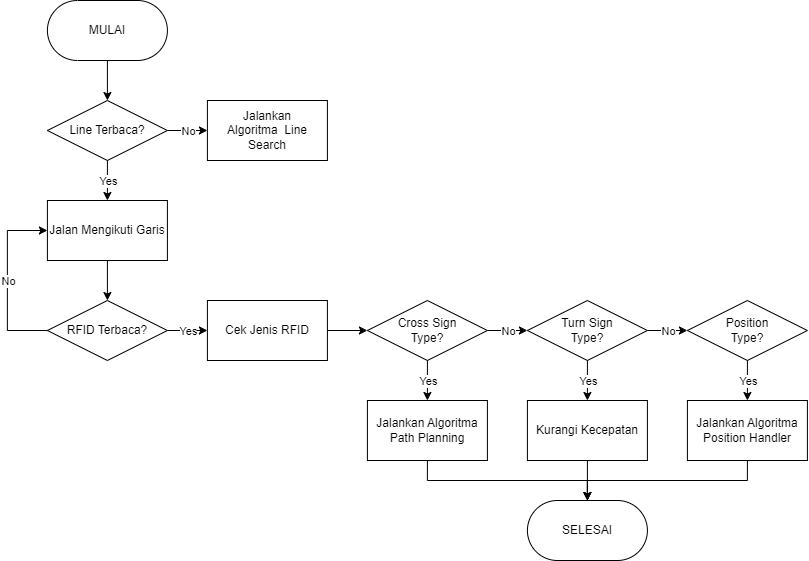 MULAI
Line Terbaca?
No
Jalankan
Algoritma Line
Search
Yes
Jalan Mengikuti Garis
No
RFID Terbaca?
Yes
Cek Jenis RFID
Cross Sign
Type?
No
Turn Sign
Type?
No
Position
Type?
Yes
Yes
Yes
Jalankan Algoritma
Path Planning
Kurangi Kecepatan
Jalankan Algoritma
Position Handler
SELESAI